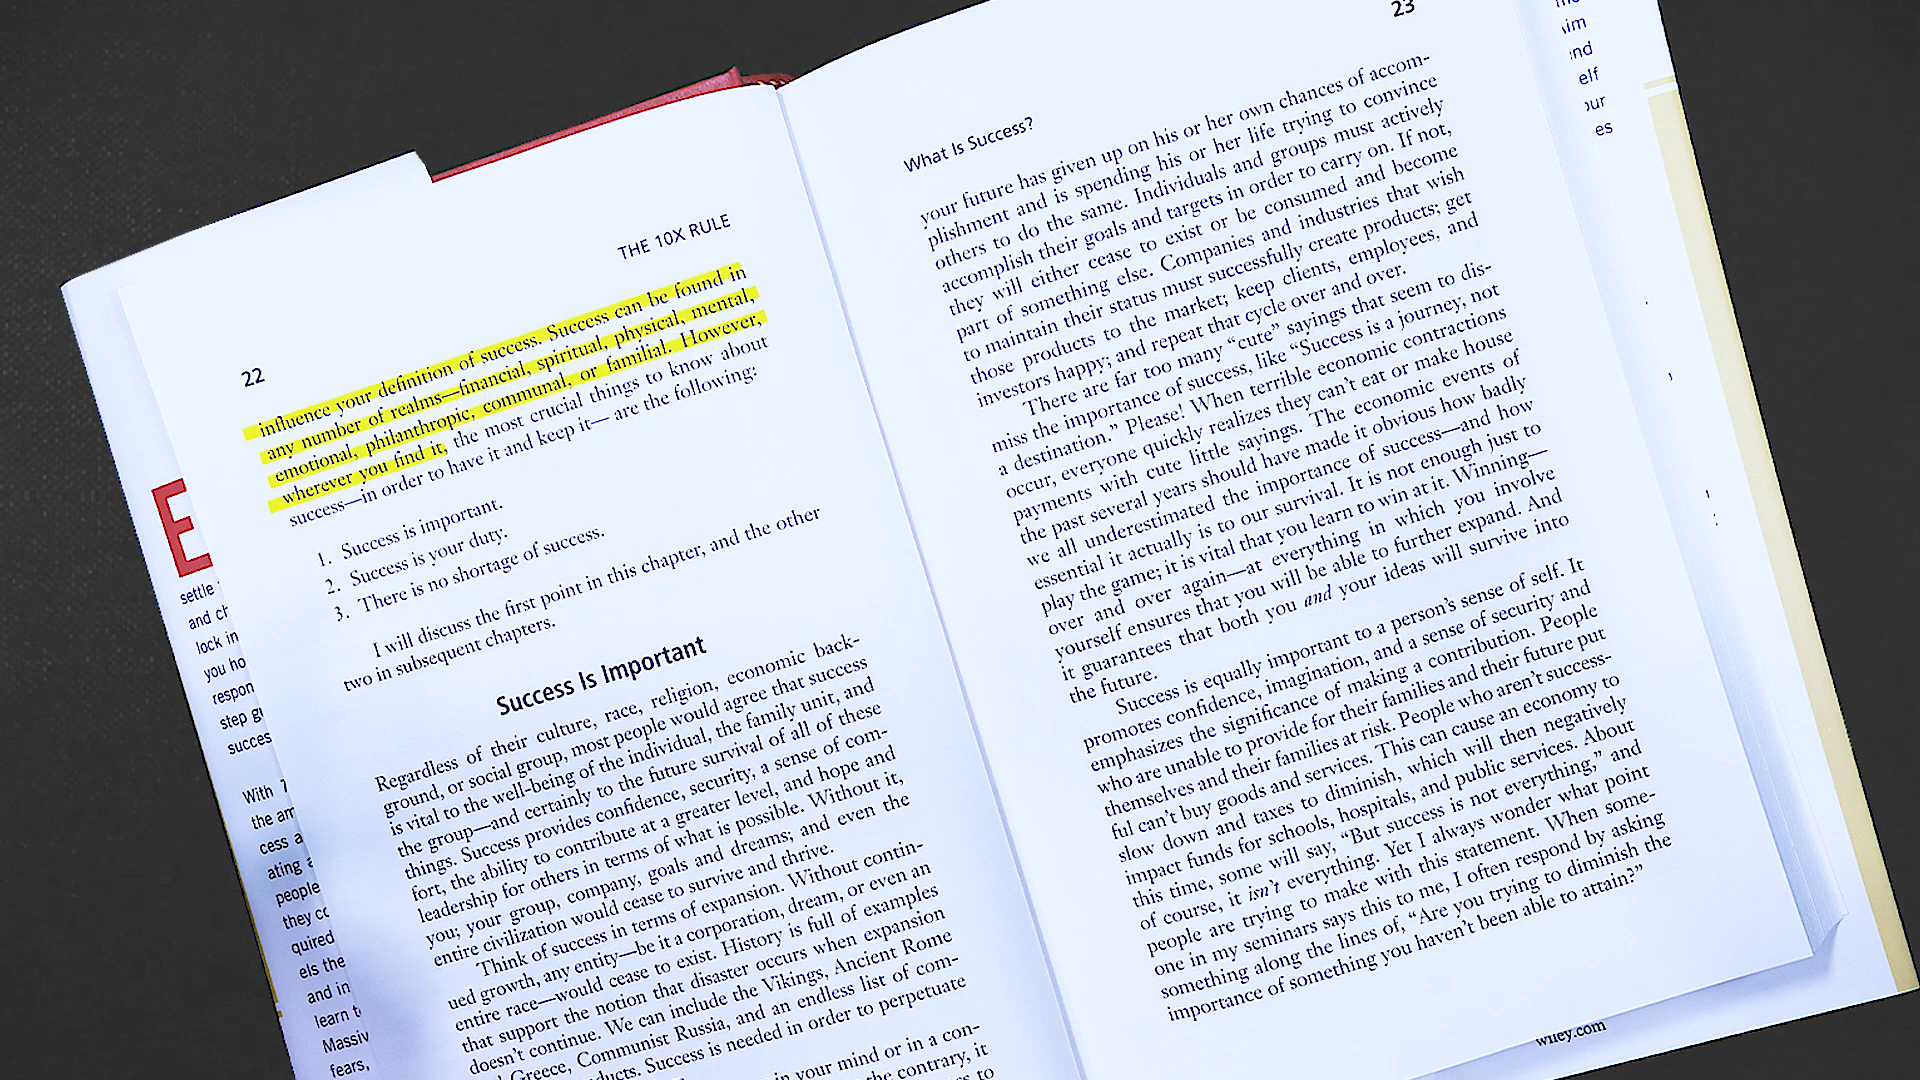 22
THE 10X RULE
influence your definition of success. Success can be found in
any number of realms—financial, spiritual, physical, mental,
emotional, philanthropic, communal, or familial. However,
wherever you find it, the most crucial things to know about
success—in order to have it and keep it— are the following:
1. Success is important.
2. Success is your duty.
3. There is no shortage of success.
I will discuss the first point in this chapter, and the other
two in subsequent chapters.
Success Is Important
Regardless of their culture, race, religion, economic back-
ground, or social group, most people would agree that success
is vital to the well-being of the individual, the family unit, and
the group—and certainly to the future survival of all of these
things. Success provides confidence, security, a sense of com-
fort, the ability to contribute at a greater level, and hope and
leadership for others in terms of what is possible. Without it,
you; your group, company, goals and dreams; and even the
entire civilization would cease to survive and thrive.
Think of success in terms of expansion. Without contin-
ued growth, any entity—be it a corporation, dream, or even an
entire race—would cease to exist. History is full of examples
that support the notion that disaster occurs when expansion
doesn't continue. We can include the Vikings, Ancient Rome
Greece, Communist Russia, and an endless list of com-
Success is needed in order to perpetuate
in your mind or in a con-
the contrary, it
to
What Is Success?
23
your future has given up on his or her own chances of accom-
plishment and is spending his or her life trying to convince
others to do the same. Individuals and groups must actively
accomplish their goals and targets in order to carry on. If not,
they will either cease to exist or be consumed and become
part of something else. Companies and industries that wish
to maintain their status must successfully create products; get
those products to the market; keep clients, employees, and
investors happy; and repeat that cycle over and over.
There are far too many “cute” sayings that seem to dis-
miss the importance of success, like “Success is a journey, not
a destination.” Please! When terrible economic contractions
occur, everyone quickly realizes they can't eat or make house
payments with cute little sayings. The economic events of
the past several years should have made it obvious how badly
we all underestimated the importance of success—and how
essential it actually is to our survival. It is not enough just to
play the game; it is vital that you learn to win at it. Winning—
over and over again—at everything in which you involve
yourself ensures that you will be able to further expand. And
it guarantees that both you and your ideas will survive into
the future.
Success is equally important to a person's sense of self. It
promotes confidence, imagination, and a sense of security and
emphasizes the significance of making a contribution. People
who are unable to provide for their families and their future put
themselves and their families at risk. People who aren't success-
ful can't buy goods and services. This can cause an economy to
slow down and taxes to diminish, which will then negatively
impact funds for schools, hospitals, and public services. About
this time, some will say, “But success is not everything,” and
of course, it isn't everything. Yet I always wonder what point
people are trying to make with this statement. When some-
one in my seminars says this to me, I often respond by asking
something along the lines of, “Are you trying to diminish the
importance of something you haven't been able to attain?”
E
settle
and
lock in
you
step
With
the
cess
ating
people
they
quired
els the
and in
learn
Massiv
fears,
elf
es
wiley.com